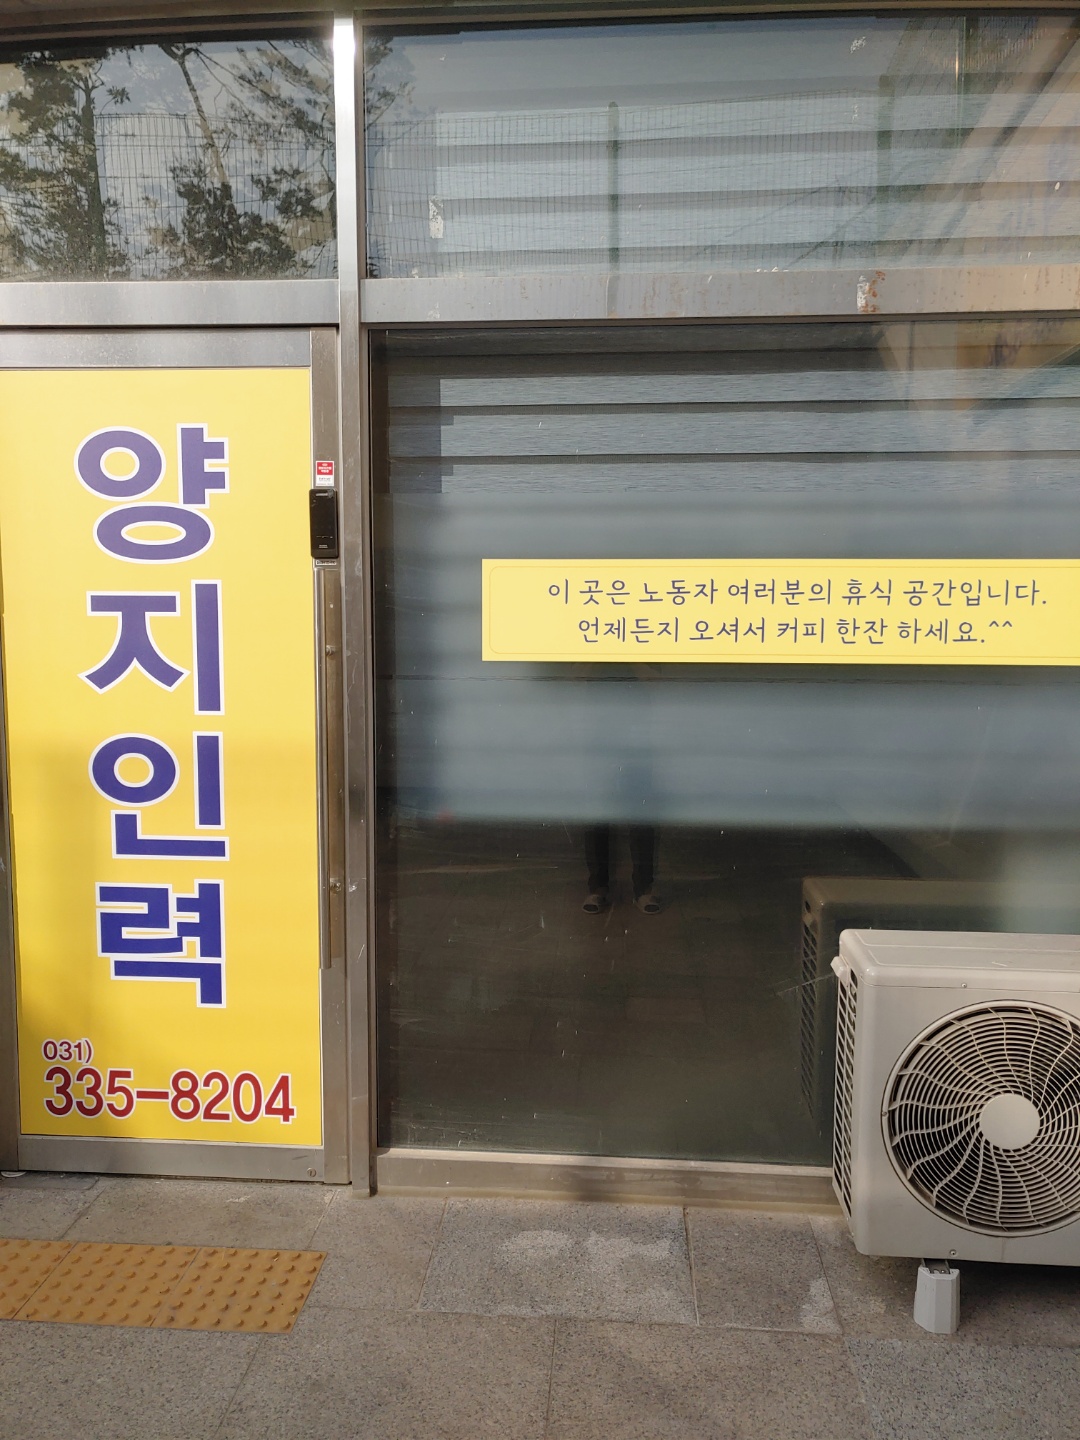 양지인력
031)
335-8204
이 곳은 노동자 여러분의 휴식 공간입니다.
언제든지 오셔서 커피 한잔 하세요.^^